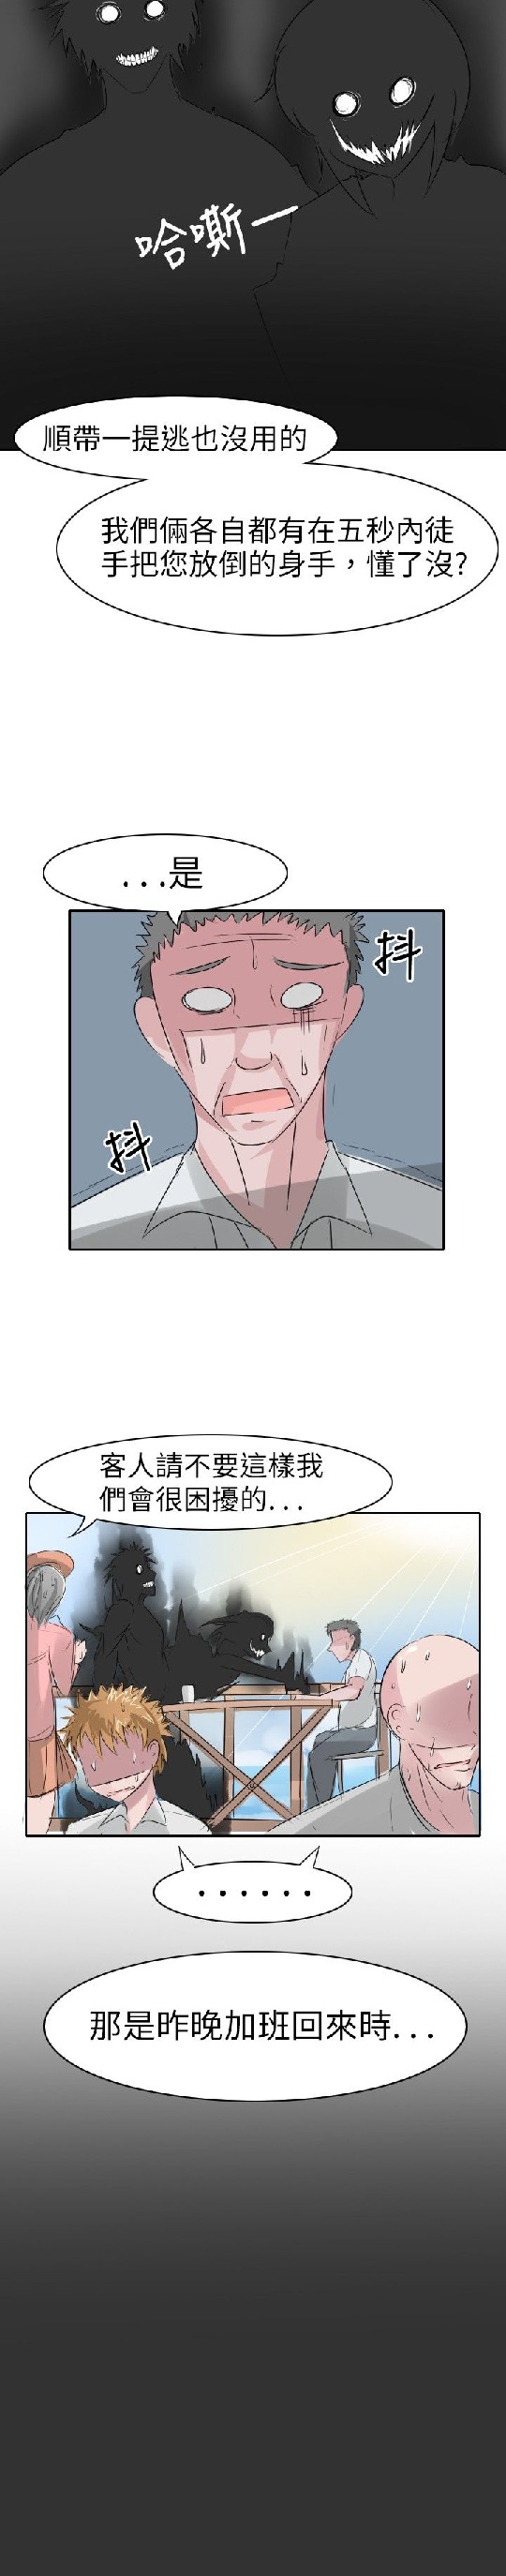 哈嘶一
順帶一提逃也沒用的
我們倆各自都有在五秒內徒
手把您放倒的身手，懂了沒?
...是
抖
抖
客人請不要這樣我
們會很困擾的...
......
那是昨晚加班回來時...